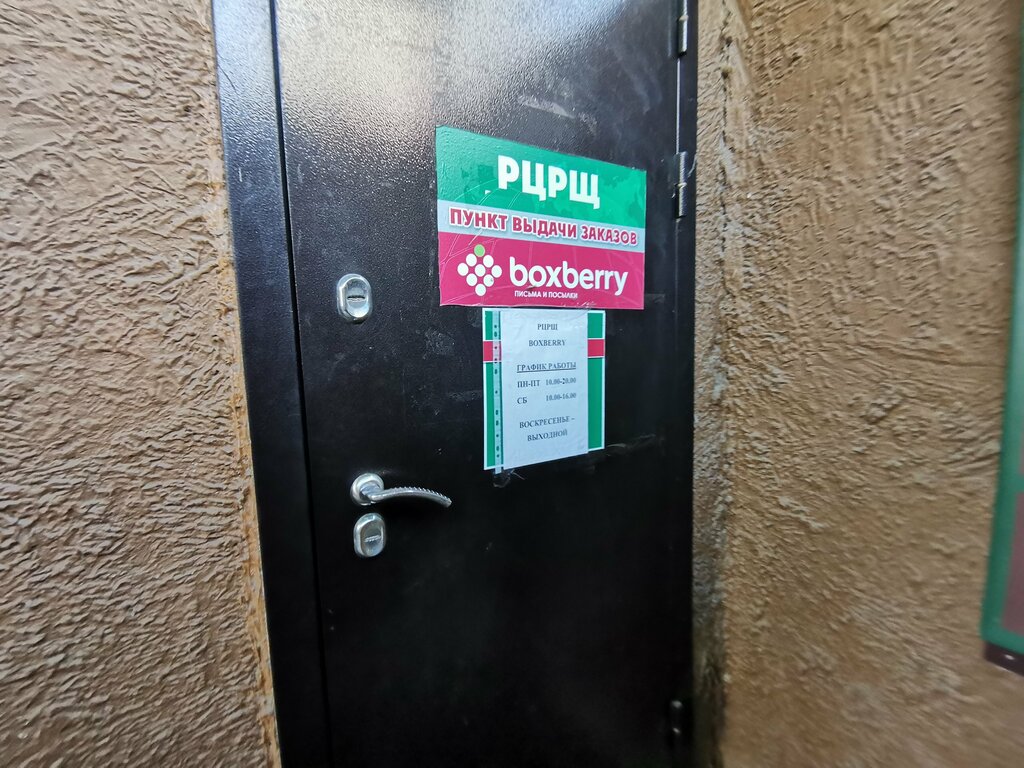 РЦРЩ
ПУНКТ ВЫДАЧИ ЗАКАЗОВ
boxberry
ПИСЬМА И ПОСЫЛКИ
РЦРЩ
BOXBERRY
ГРАФИК РАБОТЫ
ПН-ПТ 10.00-20.00
СБ 10.00-16.00
ВОСКРЕСЕНЬЕ –
ВЫХОДНОЙ